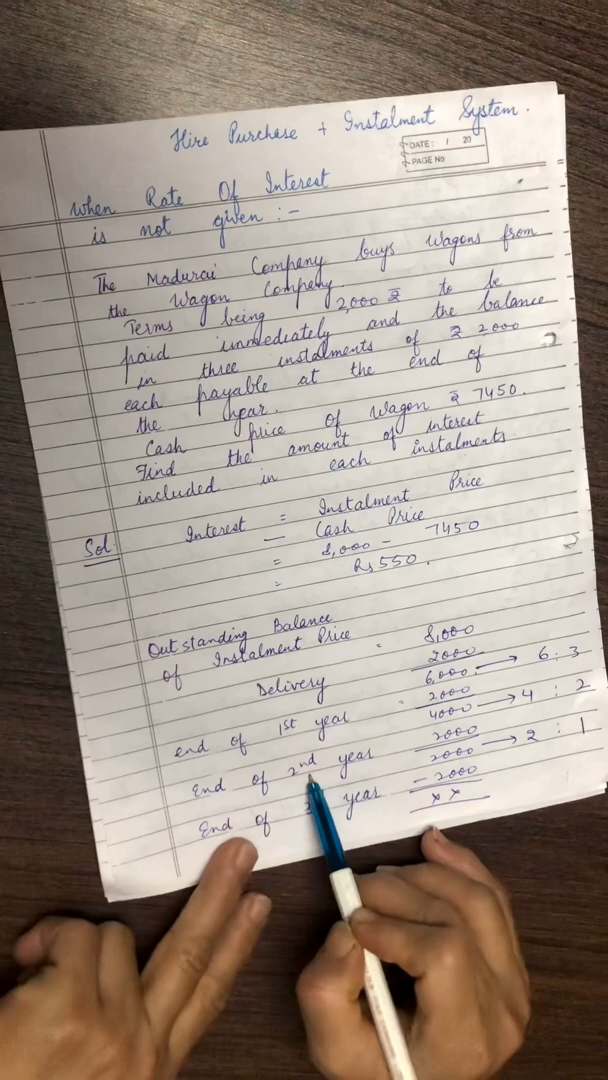 Hire Purchase + Instalment System.
DATE: / 20
PAGE No
When Rate Of Interest
is not given :-
The Madurai Company buys Wagons from
the Wagon Company.
Terms being 2,000 ₹ to be
paid immediately and the balance
in three instalments of ₹ 2000
each payable at the end of
the year.
Cash price of Wagon ₹ 7450.
Find the amount of interest
included in each instalments
Sol Interest = Instalment Price
— Cash Price
= 8,000 - 7450
= Rs 550.
Outstanding Balance
of Instalment Price = 8,000
Delivery 2000
6,000 → 6 : 3
end of 1st year 2000
4000 → 4 : 2
End of 2nd year 2000
2000 → 2 : 1
End of year - 2000
x x